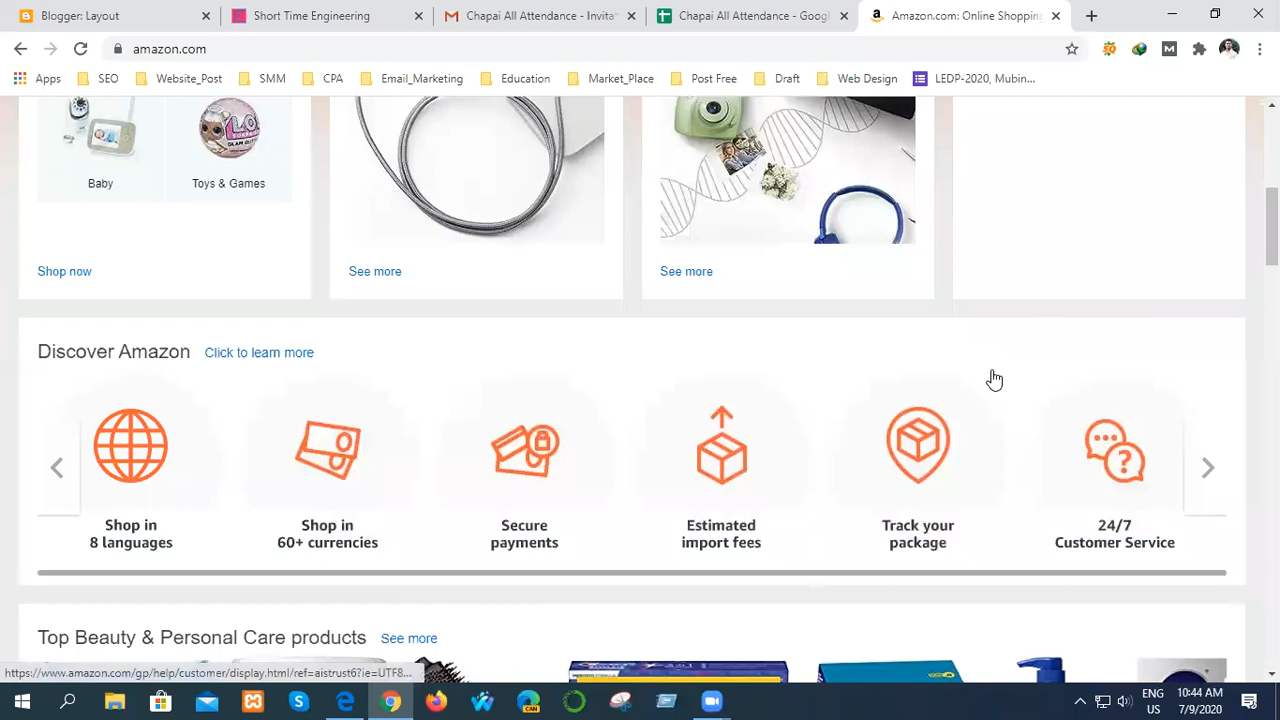 Blogger: Layout
Short Time Engineering
Chapai All Attendance - Invita
Chapai All Attendance - Googl
Amazon.com: Online Shopping
amazon.com
Apps
SEO
Website_Post
SMM
CPA
Email_Marketing
Education
Market_Place
Post Free
Draft
Web Design
LEDP-2020, Mubin...
Baby
Toys & Games
Shop now
See more
See more
Discover Amazon Click to learn more
Shop in
8 languages
Shop in
60+ currencies
Secure
payments
Estimated
import fees
Track your
package
24/7
Customer Service
Top Beauty & Personal Care products See more
https://www.amazon.com/gp/help/customer/display.html/ref=aistrust6?ie=UTF8...
ENG
US
10:44 AM
7/9/2020